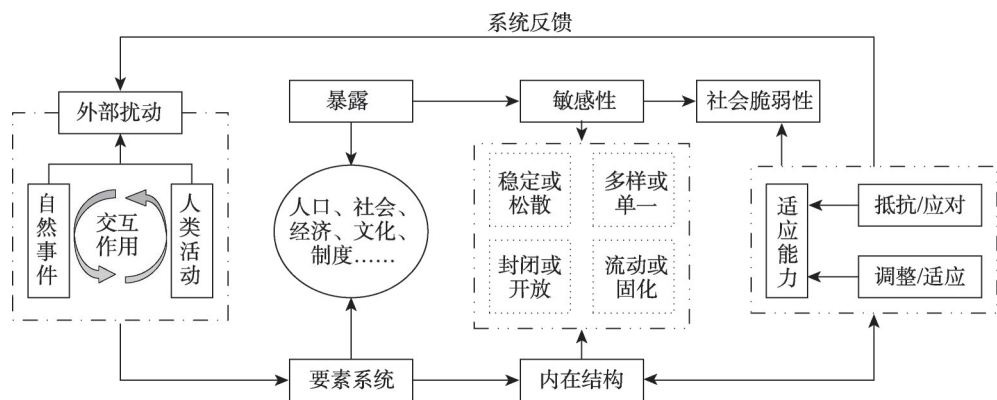 系统反馈
外部扰动
暴露
敏感性
社会脆弱性
自然事件
交互
作用
人类活动
人口、社会、
经济、文化、
制度……
稳定或
松散
多样或
单一
封闭或
开放
流动或
固化
适应能力
抵抗/应对
调整/适应
要素系统
内在结构